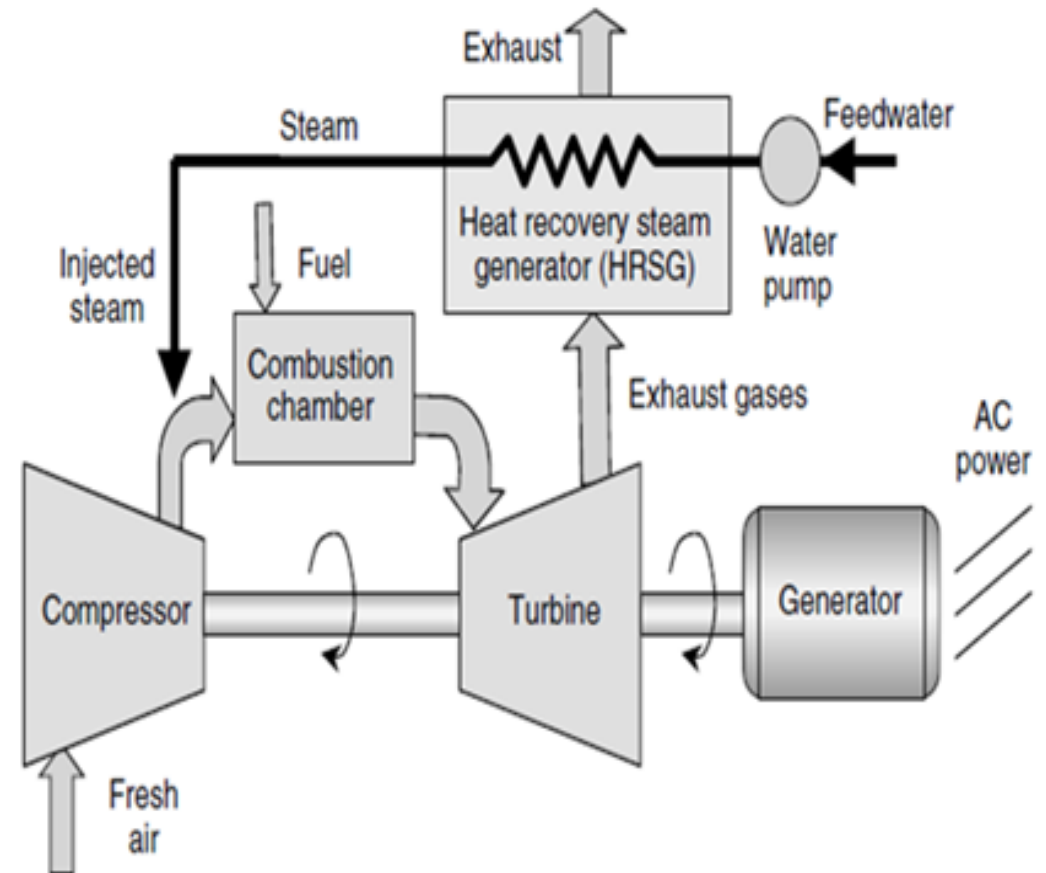 Exhaust
Steam
Feedwater
Heat recovery steam
generator (HRSG)
Water
pump
Injected
steam
Fuel
Combustion
chamber
Exhaust gases
AC
power
Compressor
Turbine
Generator
Fresh
air